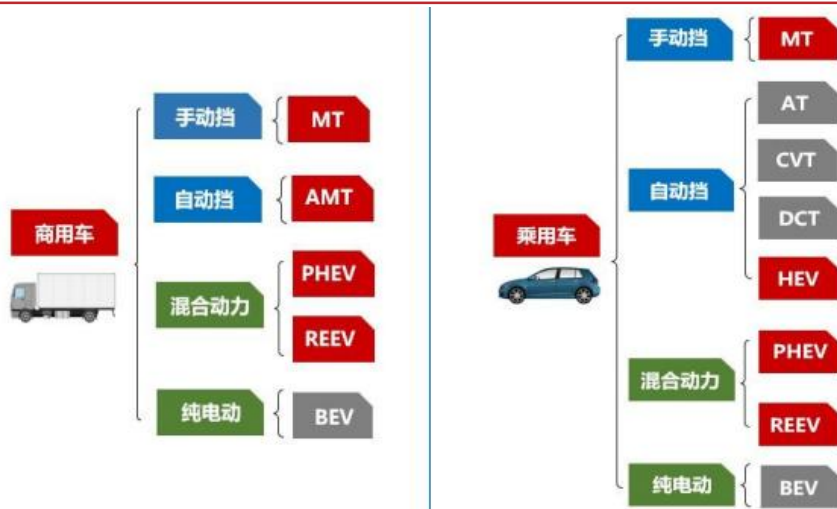 商用车
手动挡
MT
自动挡
AMT
混合动力
PHEV
REEV
纯电动
BEV
乘用车
手动挡
MT
自动挡
AT
CVT
DCT
HEV
混合动力
PHEV
REEV
纯电动
BEV